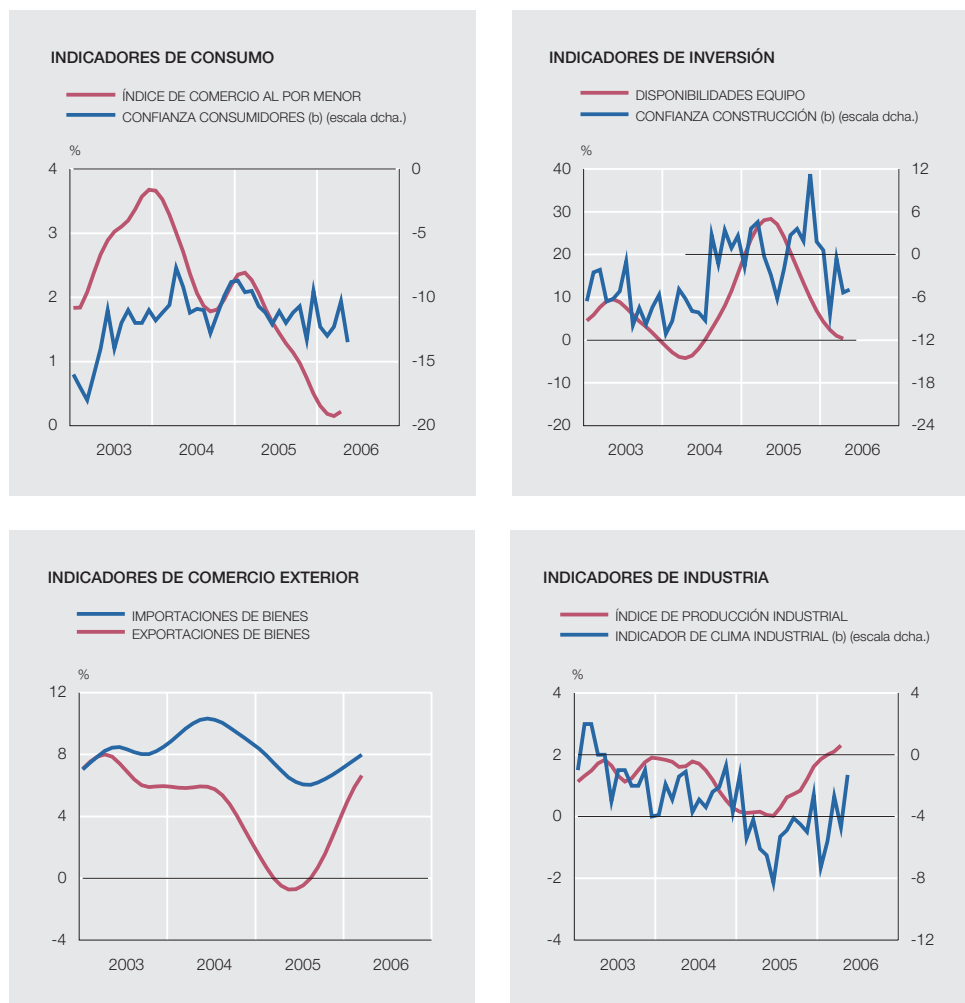 INDICADORES DE CONSUMO
ÍNDICE DE COMERCIO AL POR MENOR
CONFIANZA CONSUMIDORES (b) (escala dcha.)
%
4
3
2
1
0
0
-5
-10
-15
-20
2003 2004 2005 2006
INDICADORES DE INVERSIÓN
DISPONIBILIDADES EQUIPO
CONFIANZA CONSTRUCCIÓN (b) (escala dcha.)
%
40
30
20
10
0
-10
-20
12
6
0
-6
-12
-18
-24
2003 2004 2005 2006
INDICADORES DE COMERCIO EXTERIOR
IMPORTACIONES DE BIENES
EXPORTACIONES DE BIENES
%
12
8
4
0
-4
2003 2004 2005 2006
INDICADORES DE INDUSTRIA
ÍNDICE DE PRODUCCIÓN INDUSTRIAL
INDICADOR DE CLIMA INDUSTRIAL (b) (escala dcha.)
%
4
2
0
-2
-4
4
0
-4
-8
-12
2003 2004 2005 2006